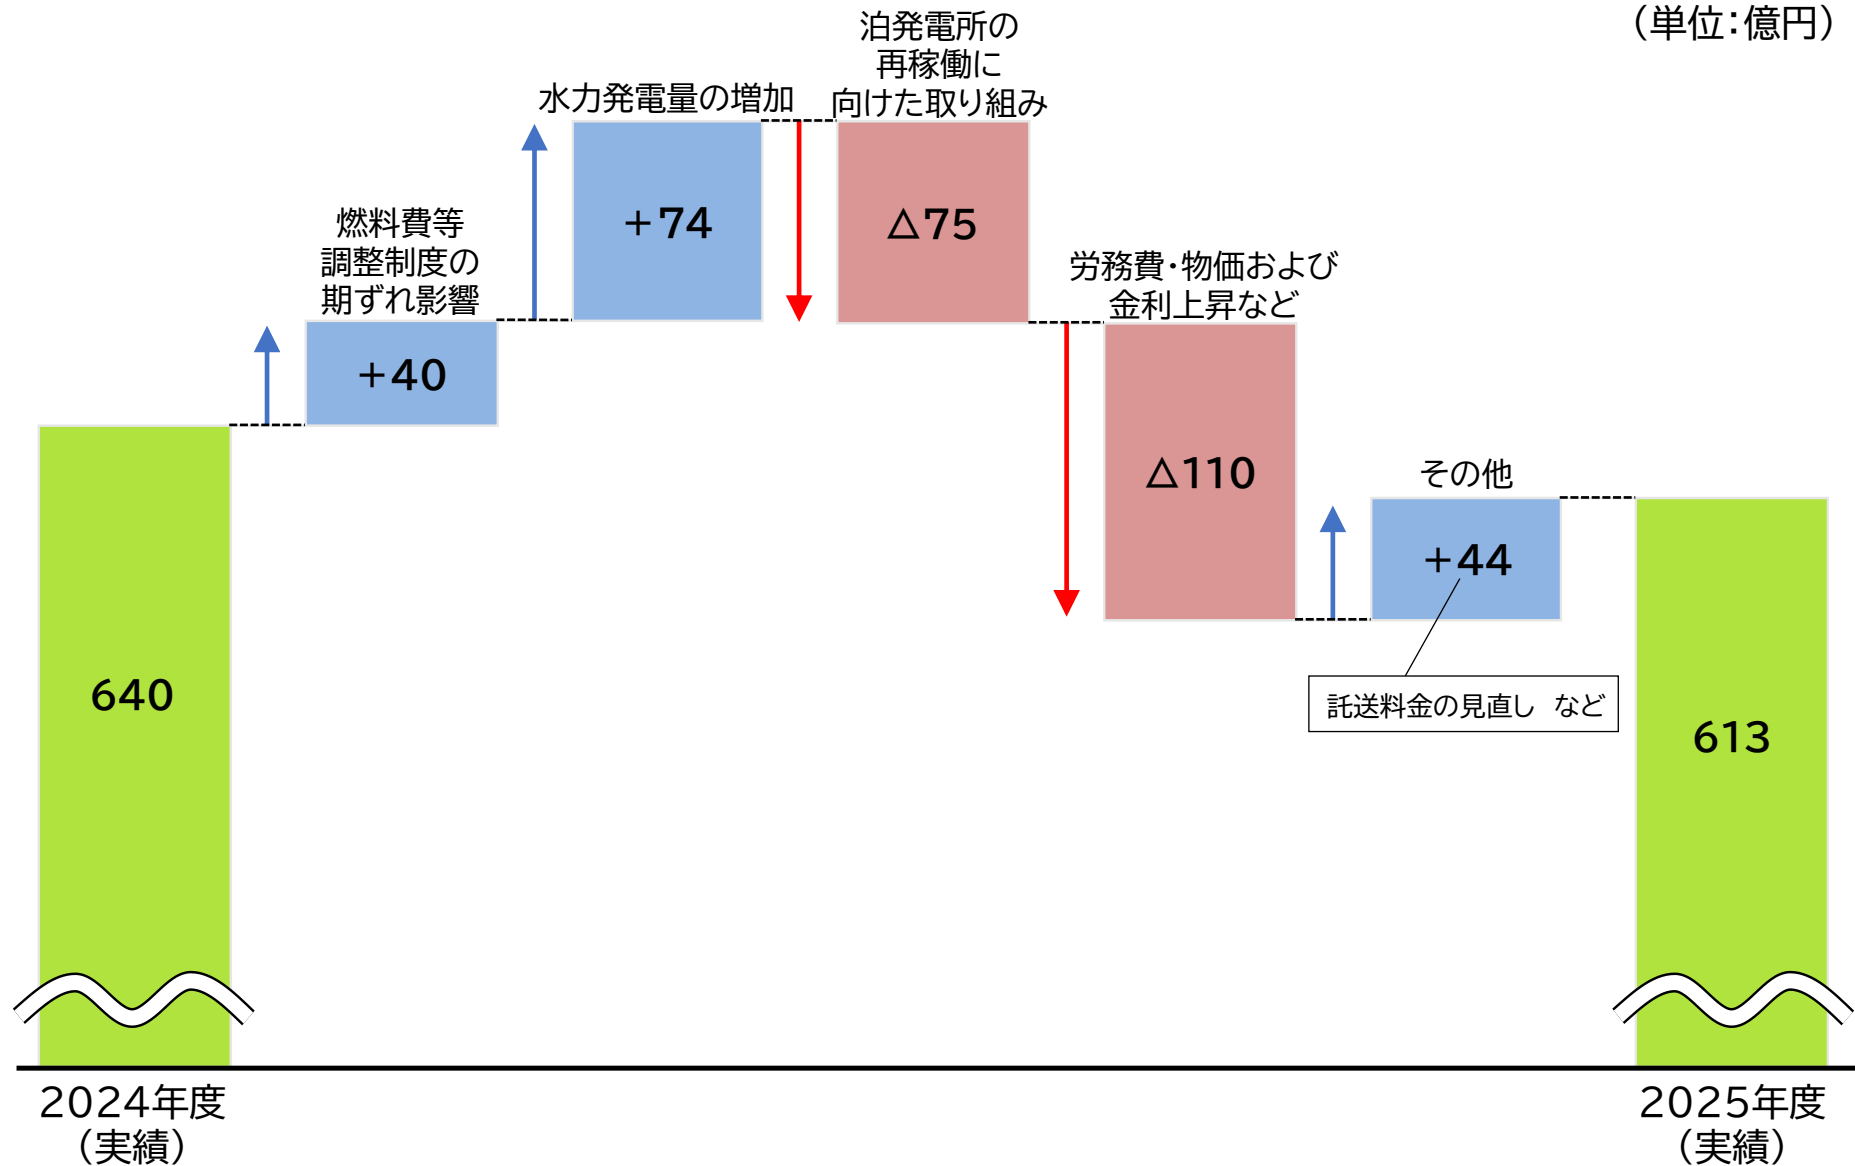 （単位：億円）
泊発電所の
再稼働に
向けた取り組み
水力発電量の増加
＋74
△75
燃料費等
調整制度の
期ずれ影響
＋40
労務費・物価および
金利上昇など
△110
その他
＋44
託送料金の見直し　など
640
613
2024年度
（実績）
2025年度
（実績）